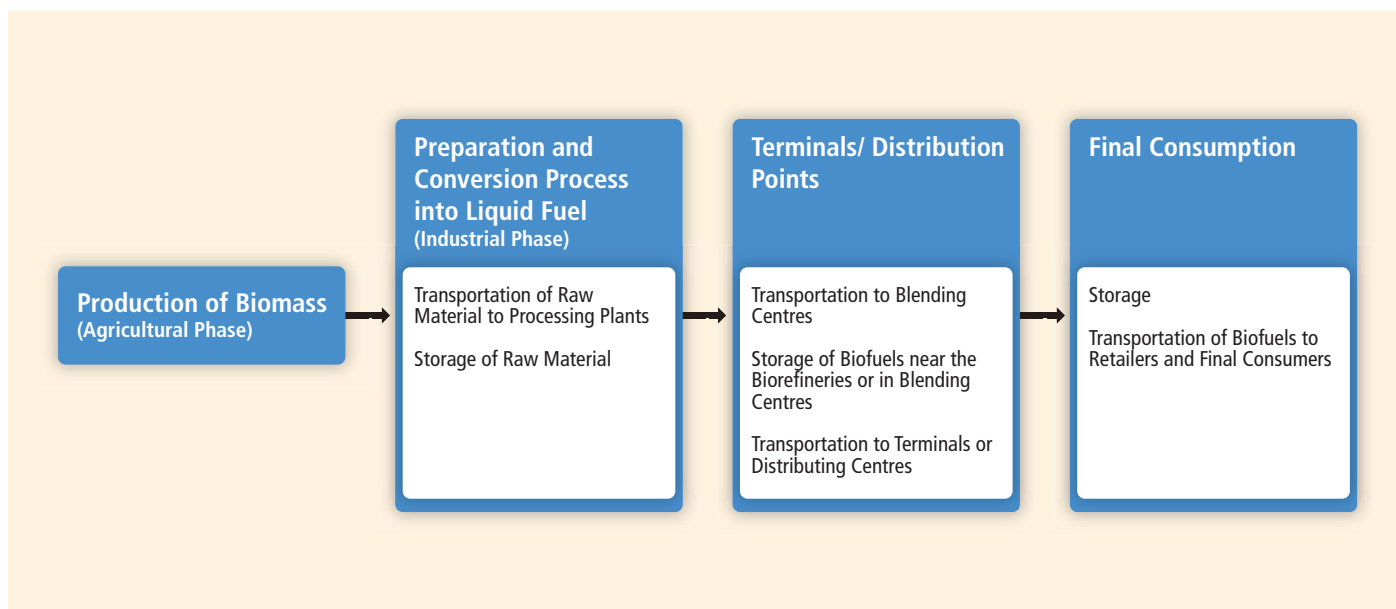 Production of Biomass
(Agricultural Phase)
Preparation and
Conversion Process
into Liquid Fuel
(Industrial Phase)
Transportation of Raw
Material to Processing Plants
Storage of Raw Material
Terminals/ Distribution
Points
Transportation to Blending
Centres
Storage of Biofuels near the
Biorefineries or in Blending
Centres
Transportation to Terminals or
Distributing Centres
Final Consumption
Storage
Transportation of Biofuels to
Retailers and Final Consumers